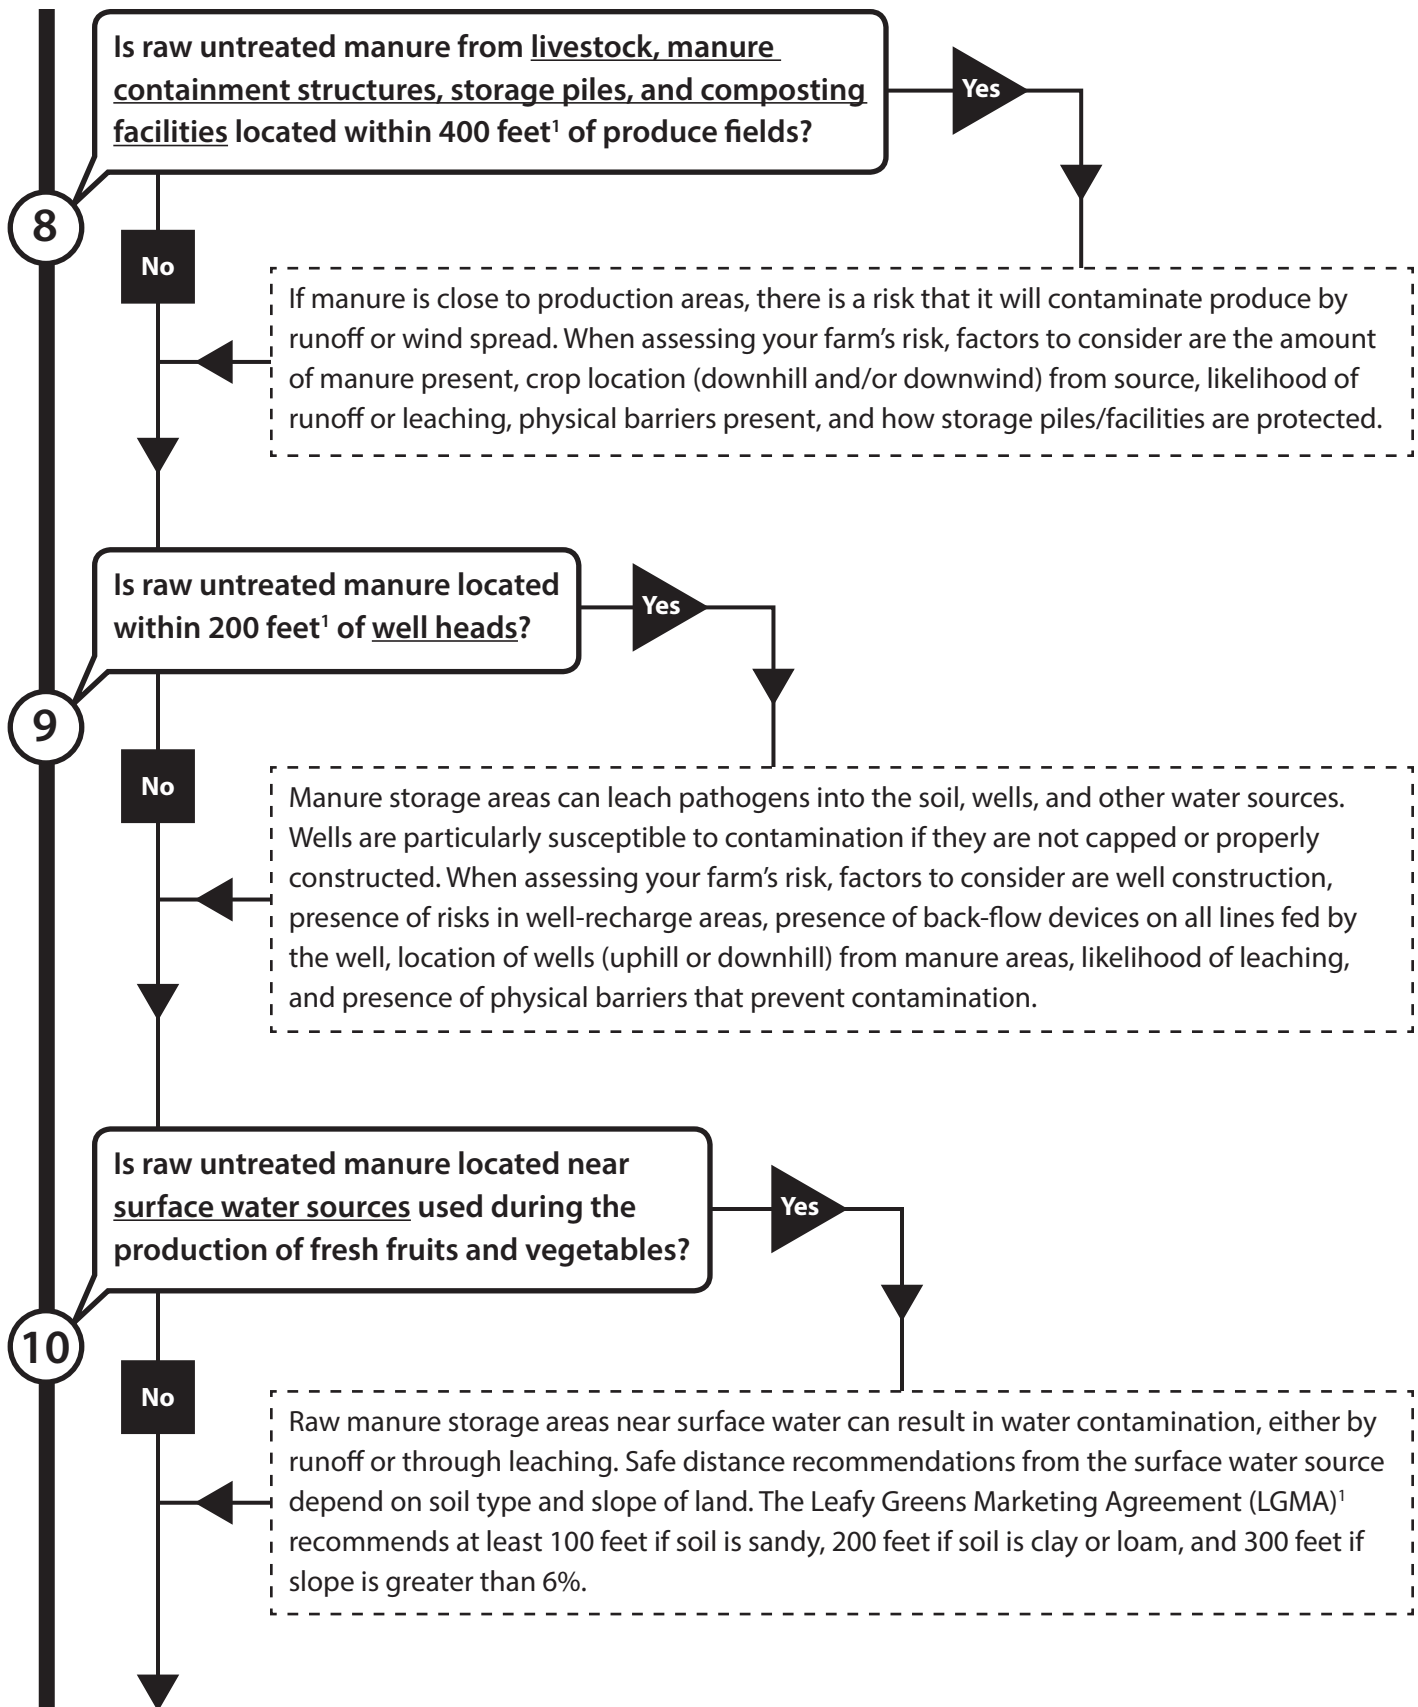 Is raw untreated manure from livestock, manure
containment structures, storage piles, and composting
facilities located within 400 feet¹ of produce fields?
Yes
8
No
If manure is close to production areas, there is a risk that it will contaminate produce by
runoff or wind spread. When assessing your farm’s risk, factors to consider are the amount
of manure present, crop location (downhill and/or downwind) from source, likelihood of
runoff or leaching, physical barriers present, and how storage piles/facilities are protected.
Is raw untreated manure located
within 200 feet¹ of well heads?
Yes
9
No
Manure storage areas can leach pathogens into the soil, wells, and other water sources.
Wells are particularly susceptible to contamination if they are not capped or properly
constructed. When assessing your farm’s risk, factors to consider are well construction,
presence of risks in well-recharge areas, presence of back-flow devices on all lines fed by
the well, location of wells (uphill or downhill) from manure areas, likelihood of leaching,
and presence of physical barriers that prevent contamination.
Is raw untreated manure located near
surface water sources used during the
production of fresh fruits and vegetables?
Yes
10
No
Raw manure storage areas near surface water can result in water contamination, either by
runoff or through leaching. Safe distance recommendations from the surface water source
depend on soil type and slope of land. The Leafy Greens Marketing Agreement (LGMA)¹
recommends at least 100 feet if soil is sandy, 200 feet if soil is clay or loam, and 300 feet if
slope is greater than 6%.